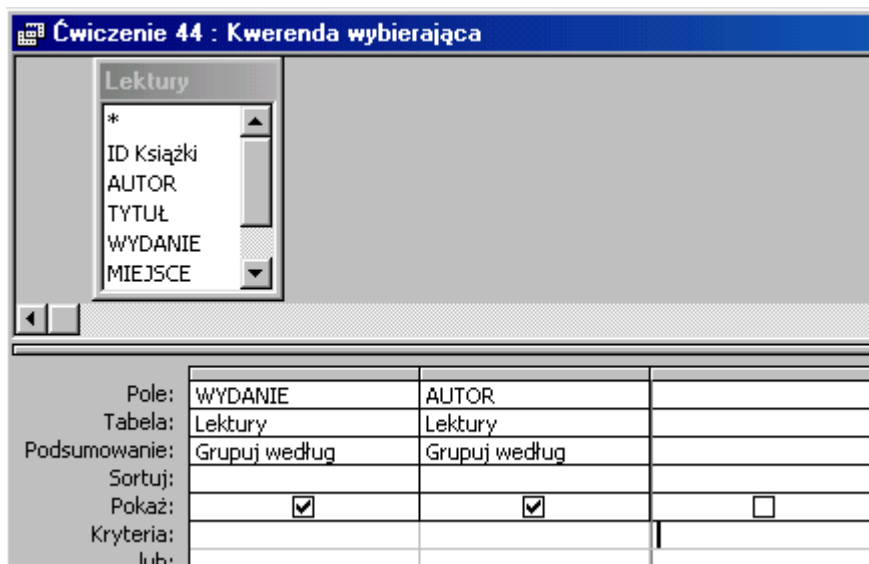 Ćwiczenie 44 : Kwerenda wybierająca
Lektury
*
ID Książki
AUTOR
TYTUŁ
WYDANIE
MIEJSCE
Pole: WYDANIE AUTOR
Tabela: Lektury Lektury
Podsumowanie: Grupuj według Grupuj według
Sortuj:
Pokaż:
Kryteria:
lub: